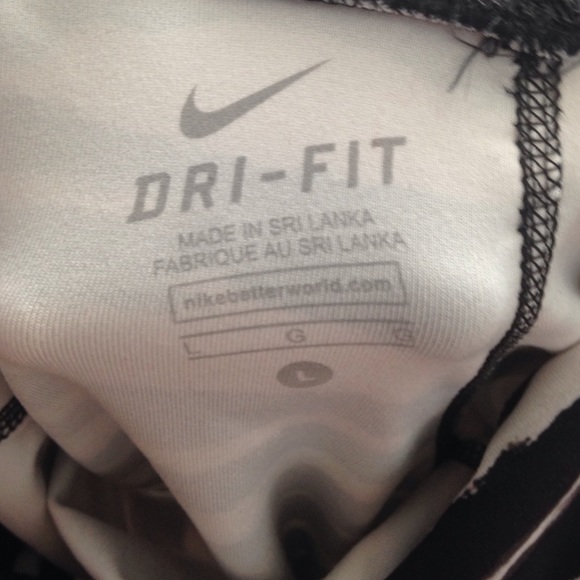 DRI-FIT
MADE IN SRI LANKA
FABRIQUE AU SRI LANKA
nikebetterworld.com
L G G
L